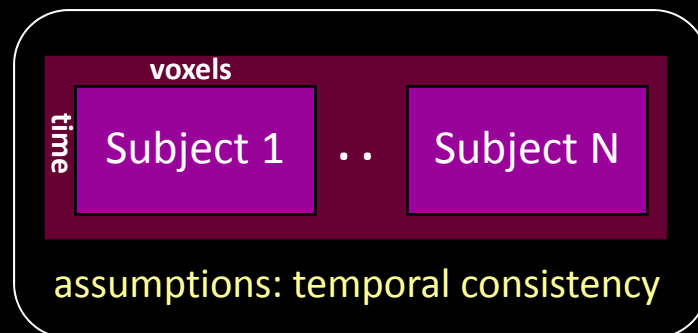 voxels
time
Subject 1 .. Subject N
assumptions: temporal consistency